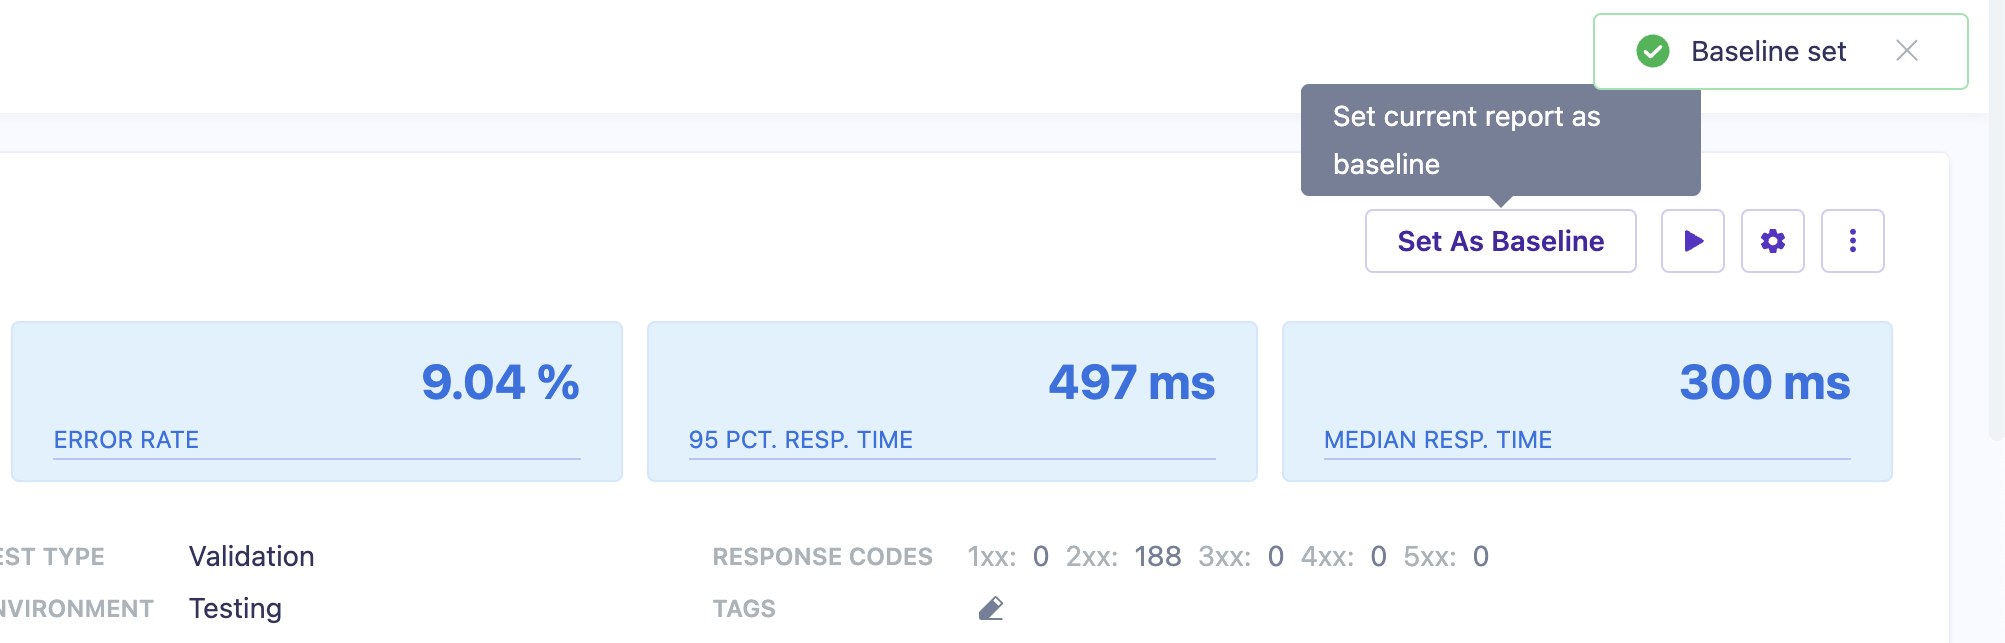 Baseline set
Set current report as
baseline
Set As Baseline
9.04 %
ERROR RATE
497 ms
95 PCT. RESP. TIME
300 ms
MEDIAN RESP. TIME
EST TYPE Validation
RESPONSE CODES 1xx: 0 2xx: 188 3xx: 0 4xx: 0 5xx: 0
NVIRONMENT Testing
TAGS